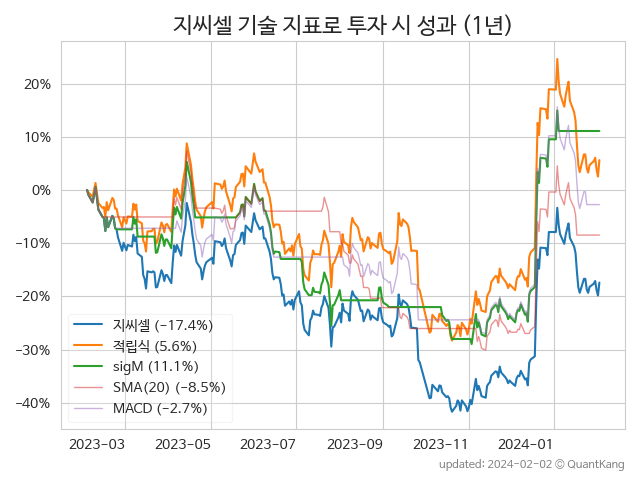 지씨셀 기술 지표로 투자 시 성과 (1년)
20%
10%
0%
−10%
−20%
−30%
−40%
지씨셀 (−17.4%)
적립식 (5.6%)
sigM (11.1%)
SMA(20) (−8.5%)
MACD (−2.7%)
2023−03
2023−05
2023−07
2023−09
2023−11
2024−01
updated: 2024−02−02 © QuantKang